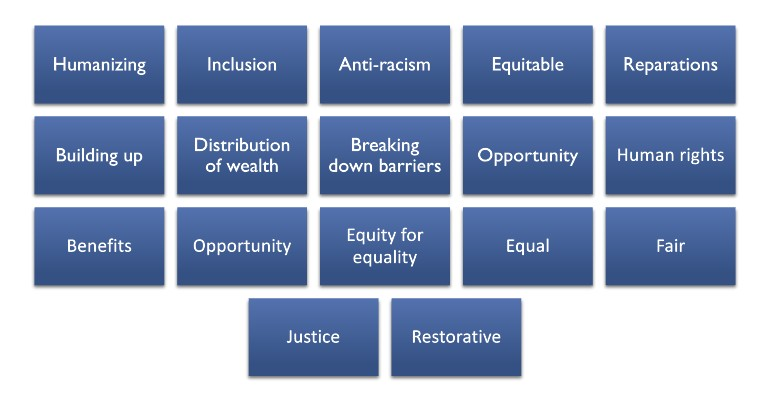 Humanizing
Inclusion
Anti-racism
Equitable
Reparations
Building up
Distribution
of wealth
Breaking
down barriers
Opportunity
Human rights
Benefits
Opportunity
Equity for
equality
Equal
Fair
Justice
Restorative